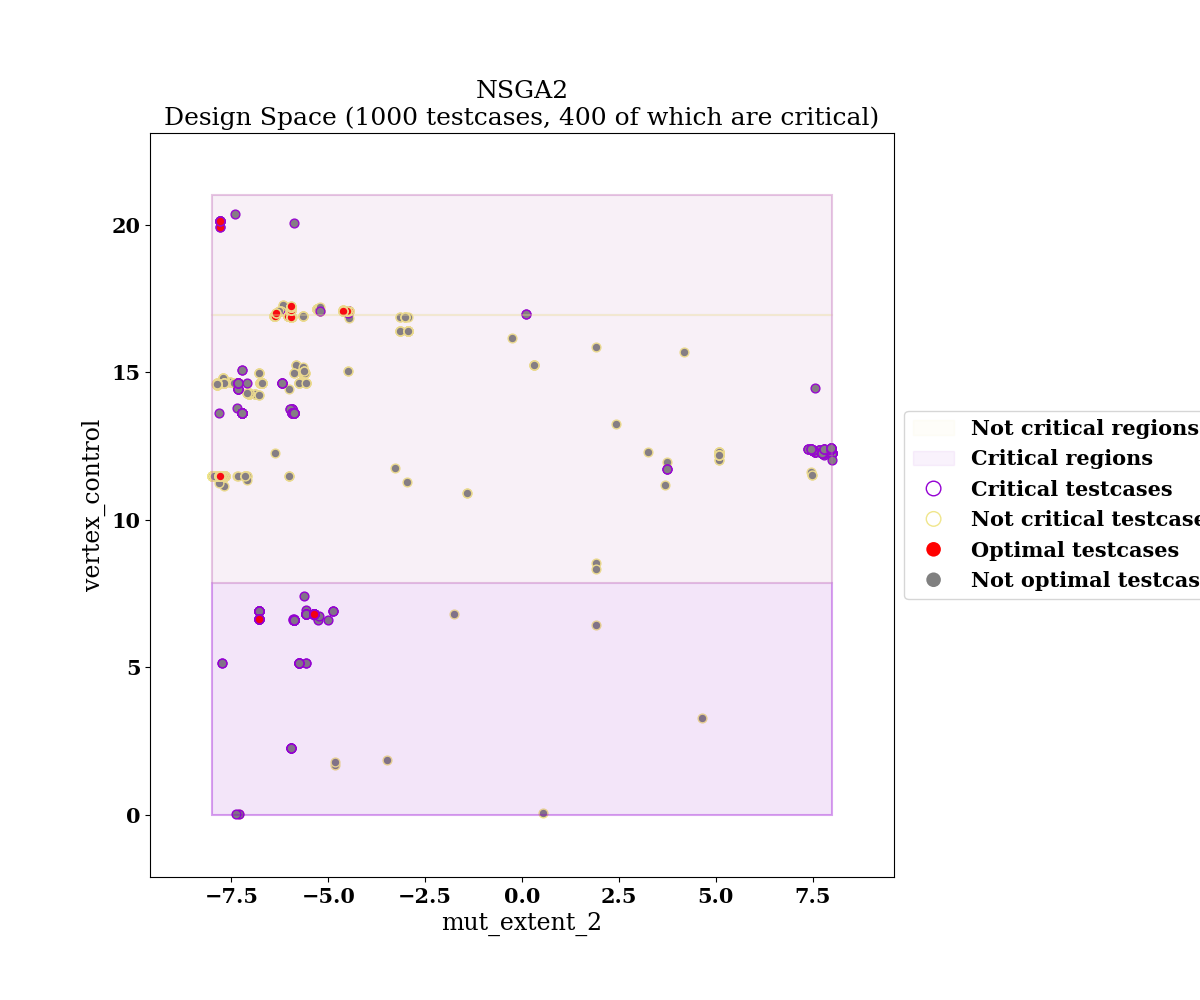 NSGA2
Design Space (1000 testcases, 400 of which are critical)
vertex_control
20
15
10
5
0
−7.5
−5.0
−2.5
0.0
2.5
5.0
7.5
mut_extent_2
Not critical regions
Critical regions
Critical testcases
Not critical testcase
Optimal testcases
Not optimal testcas